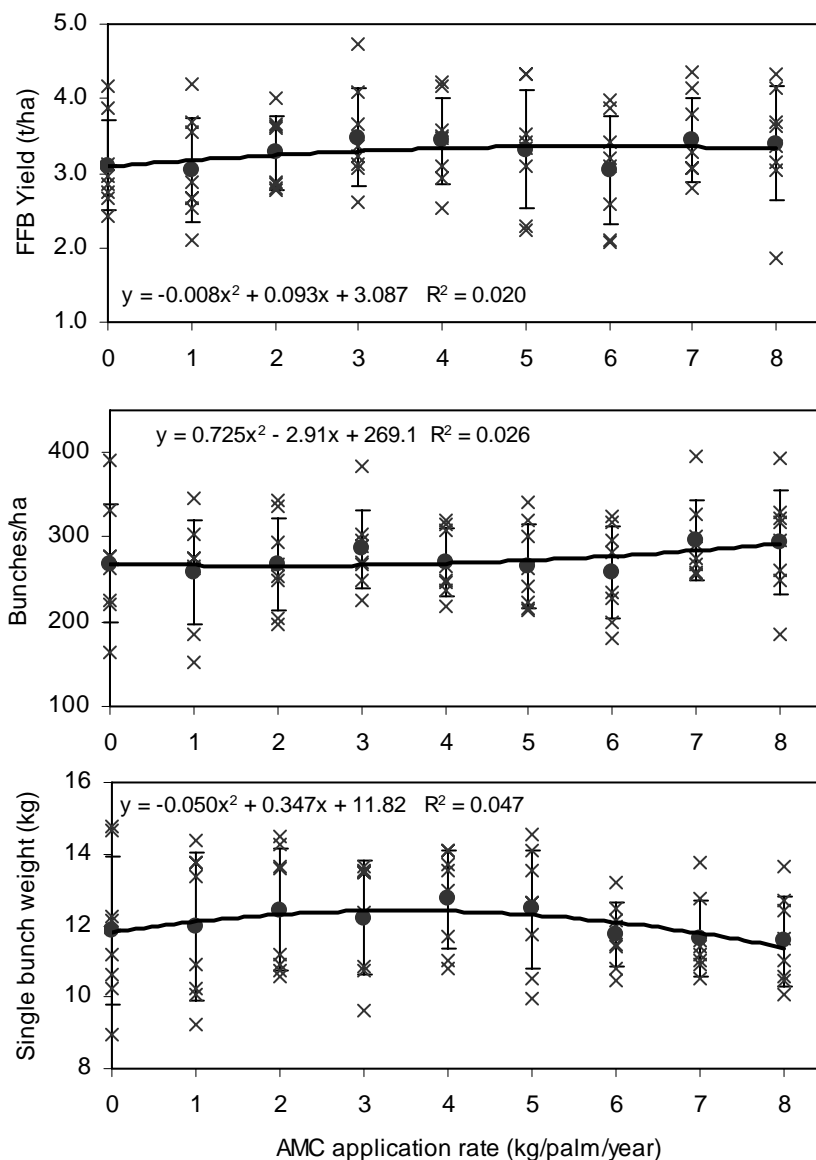 5.0
4.0
3.0
2.0
1.0
FFB Yield (t/ha)
y = -0.008x² + 0.093x + 3.087 R² = 0.020
0 1 2 3 4 5 6 7 8
400
300
200
100
Bunches/ha
y = 0.725x² - 2.91x + 269.1 R² = 0.026
0 1 2 3 4 5 6 7 8
16
14
12
10
8
Single bunch weight (kg)
y = -0.050x² + 0.347x + 11.82 R² = 0.047
0 1 2 3 4 5 6 7 8
AMC application rate (kg/palm/year)